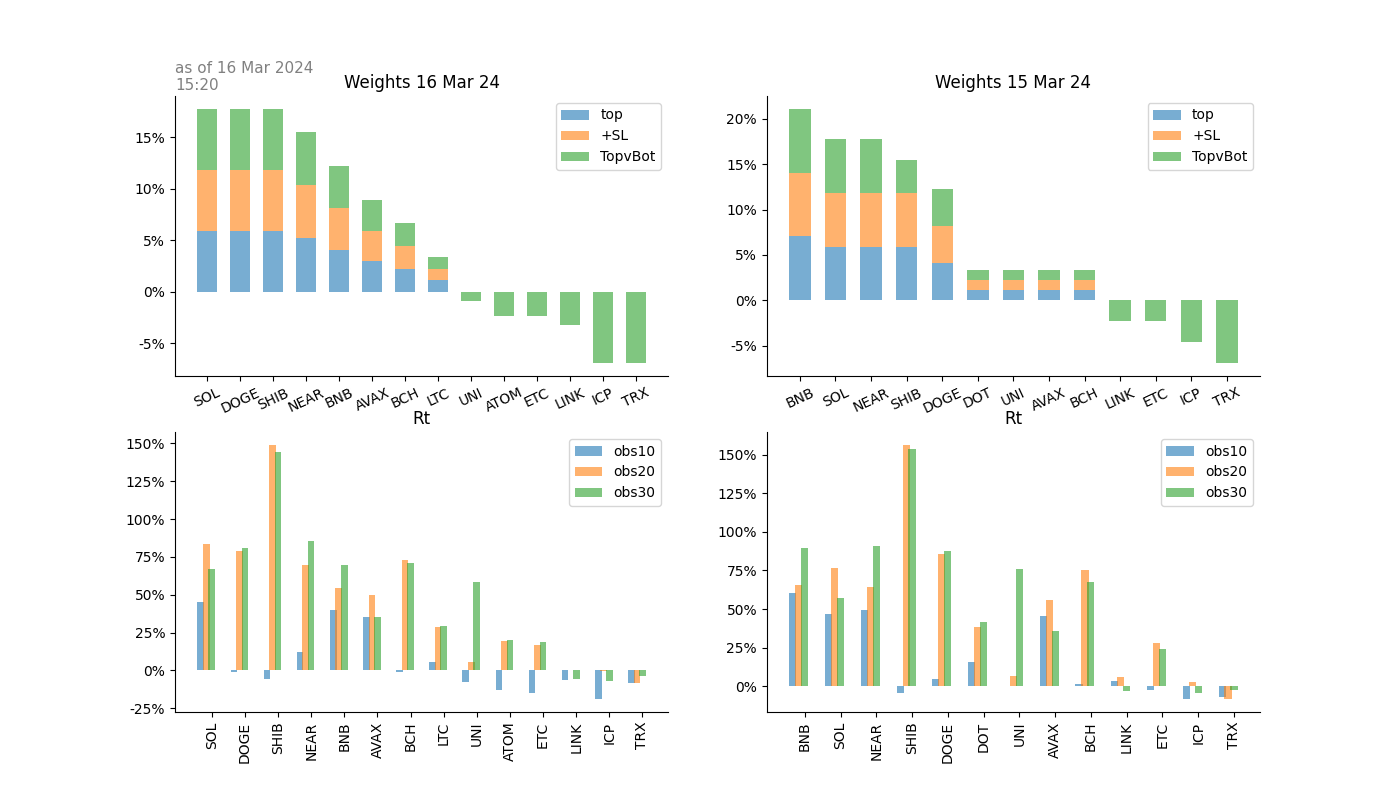 as of 16 Mar 2024
15:20
Weights 16 Mar 24
top
+SL
TopvBot
15%
10%
5%
0%
-5%
SOL DOGE SHIB NEAR BNB AVAX BCH LTC UNI ATOM ETC LINK ICP TRX
Weights 15 Mar 24
top
+SL
TopvBot
20%
15%
10%
5%
0%
-5%
BNB SOL NEAR SHIB DOGE DOT UNI AVAX BCH LINK ETC ICP TRX
Rt
obs10
obs20
obs30
150%
125%
100%
75%
50%
25%
0%
-25%
SOL DOGE SHIB NEAR BNB AVAX BCH LTC UNI ATOM ETC LINK ICP TRX
Rt
obs10
obs20
obs30
150%
125%
100%
75%
50%
25%
0%
BNB SOL NEAR SHIB DOGE DOT UNI AVAX BCH LINK ETC ICP TRX